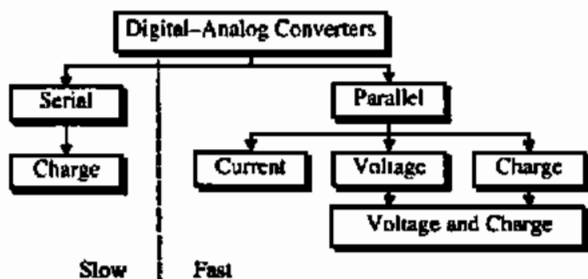 Digital–Analog Converters
Serial
Parallel
Charge
Current
Voltage
Charge
Voltage and Charge
Slow
Fast